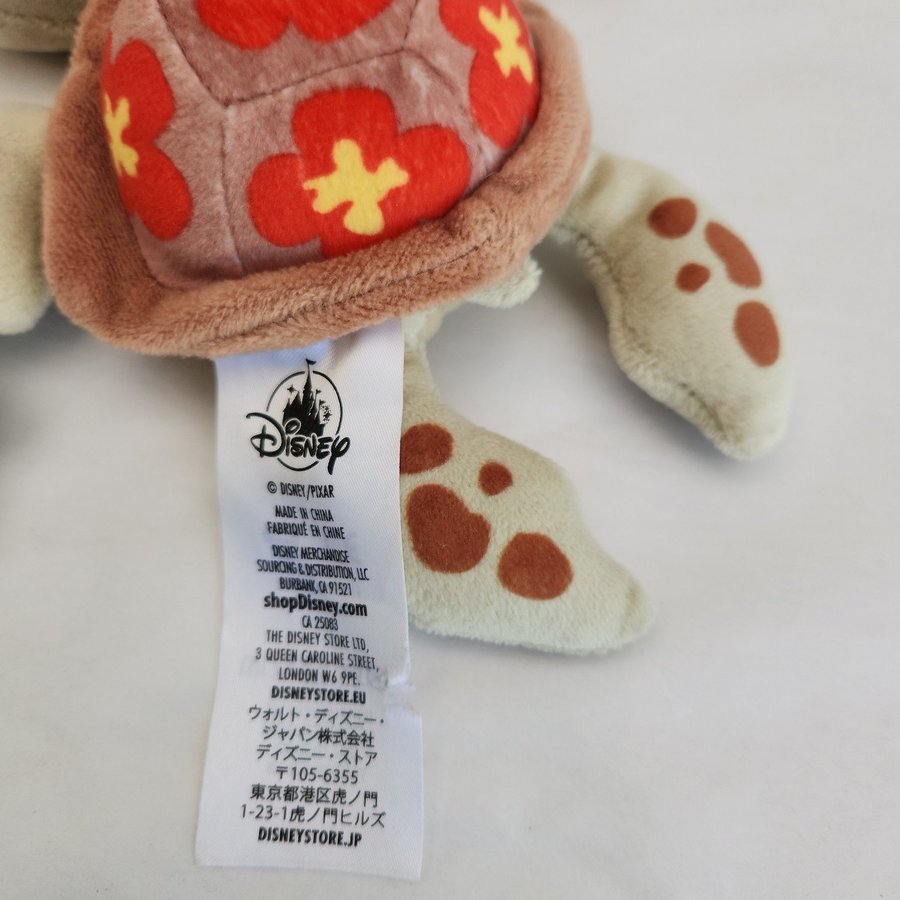 Disney
© DISNEY/PIXAR
MADE IN CHINA
FABRIQUÉ EN CHINE
DISNEY MERCHANDISE
SOURCING & DISTRIBUTION, LLC
BURBANK, CA 91521
shopDisney.com
CA 25083
THE DISNEY STORE LTD,
3 QUEEN CAROLINE STREET,
LONDON W6 9PE.
DISNEYSTORE.EU
ウォルト・ディズニー・
ジャパン株式会社
ディズニー・ストア
〒105-6355
東京都港区虎ノ門
1-23-1虎ノ門ヒルズ
DISNEYSTORE.JP